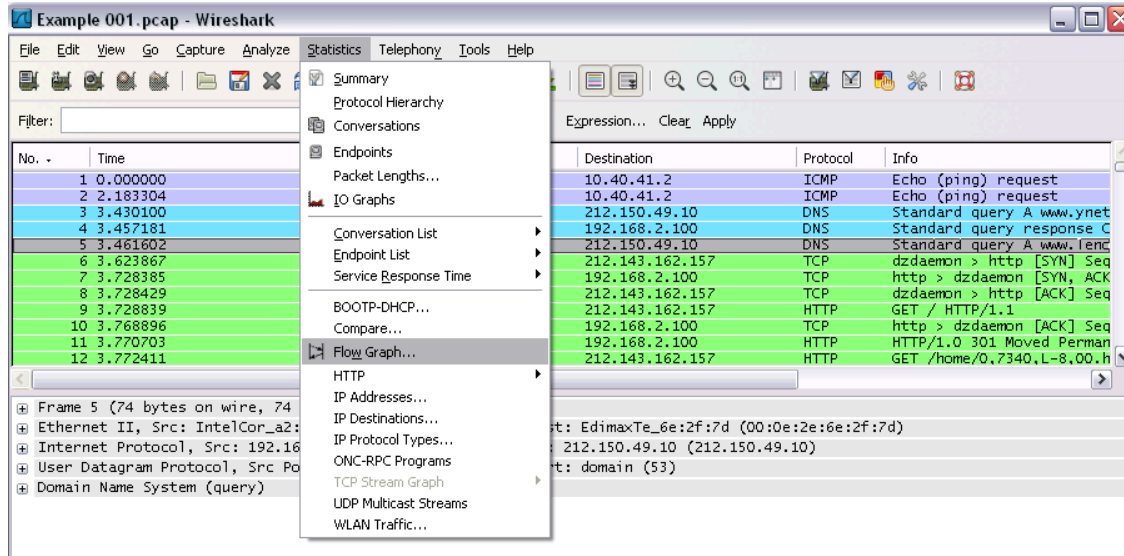 Example 001.pcap - Wireshark
File Edit View Go Capture Analyze Statistics Telephony Tools Help
Filter:
Expression... Clear Apply
Summary
Protocol Hierarchy
Conversations
Endpoints
Packet Lengths...
IO Graphs
Conversation List
Endpoint List
Service Response Time
BOOTP-DHCP...
Compare...
Flow Graph...
HTTP
IP Addresses...
IP Destinations...
IP Protocol Types...
ONC-RPC Programs
TCP Stream Graph
UDP Multicast Streams
WLAN Traffic...
No. Time Destination Protocol Info
1 0.000000 10.40.41.2 ICMP Echo (ping) request
2 2.183304 10.40.41.2 ICMP Echo (ping) request
3 3.430100 212.150.49.10 DNS Standard query A www.ynet
4 3.457181 192.168.2.100 DNS Standard query response C
5 3.461602 212.150.49.10 DNS Standard query A
6 3.623867 212.143.162.157 TCP dzdaemon > http [SYN] Seq
7 3.728385 192.168.2.100 TCP http > dzdaemon [SYN, ACK
8 3.728429 212.143.162.157 TCP dzdaemon > http [ACK] Seq
9 3.728839 212.143.162.157 HTTP GET / HTTP/1.1
10 3.768896 192.168.2.100 TCP http > dzdaemon [ACK] Seq
11 3.770703 192.168.2.100 HTTP HTTP/1.0 301 Moved Perman
12 3.772411 212.143.162.157 HTTP GET /home/0,7340,L-8,00.h
Frame 5 (74 bytes on wire, 74
Ethernet II, Src: IntelCor_a2: st: EdimaxTe_6e:2f:7d (00:0e:2e:6e:2f:7d)
Internet Protocol, Src: 192.16 : 212.150.49.10 (212.150.49.10)
User Datagram Protocol, Src Po t: domain (53)
Domain Name System (query)